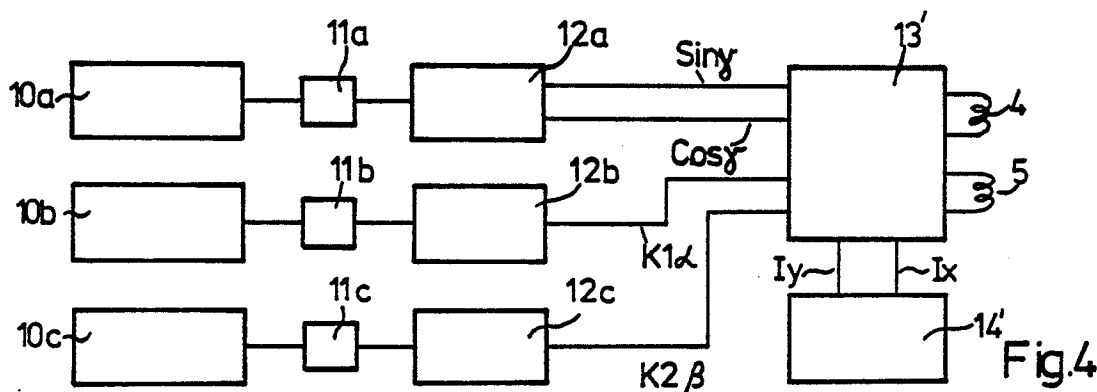 11a 12a 13'
10a Sinγ 4
Cosγ
11b 12b 5
10b K1α
Iy Ix
11c 12c
10c K2β 14'
Fig.4